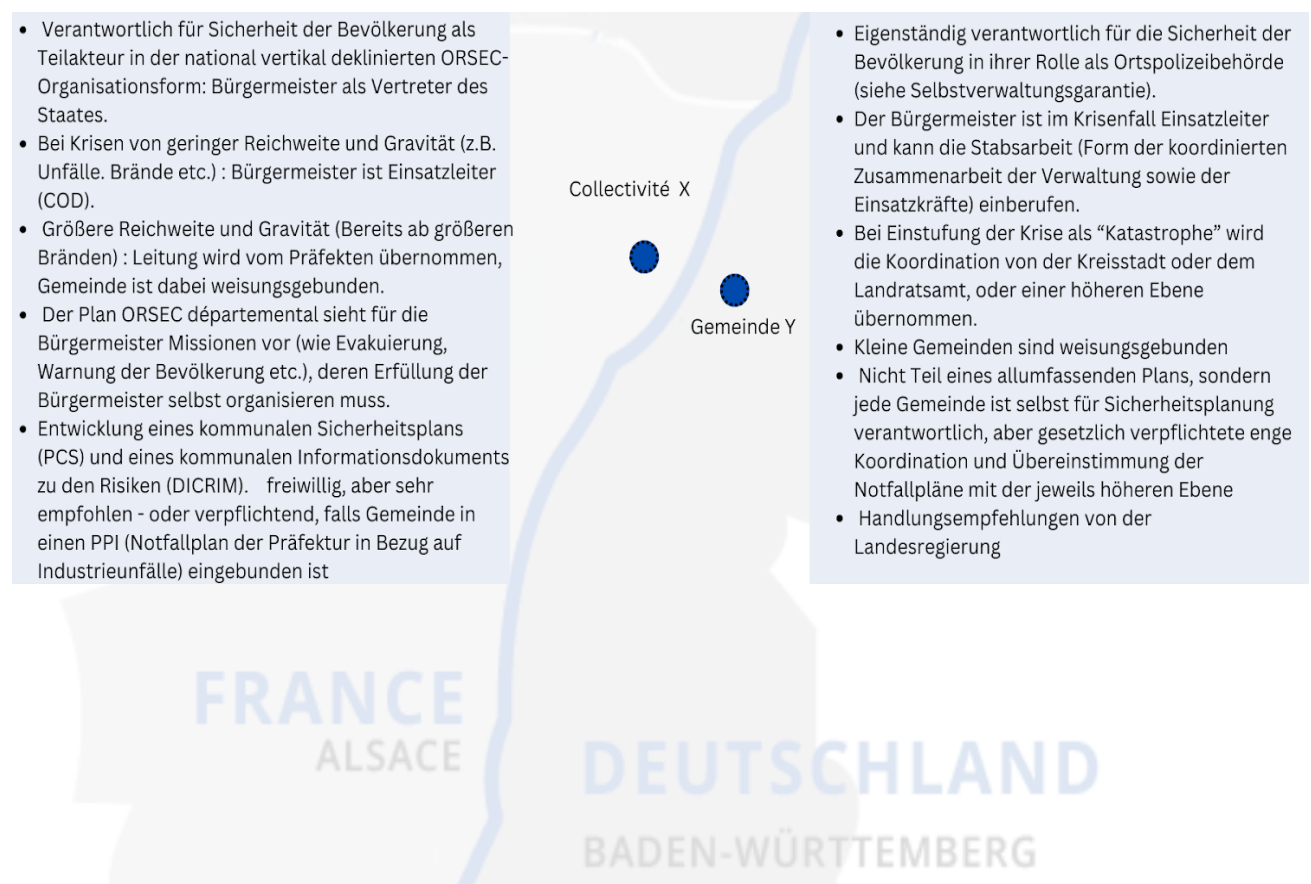 • Verantwortlich für Sicherheit der Bevölkerung als
Teilakteur in der national vertikal deklinierten ORSEC-
Organisationsform: Bürgermeister als Vertreter des
Staates.
• Bei Krisen von geringer Reichweite und Gravität (z.B.
Unfälle. Brände etc.) : Bürgermeister ist Einsatzleiter
(COD).
• Größere Reichweite und Gravität (Bereits ab größeren
Bränden) : Leitung wird vom Präfekten übernommen,
Gemeinde ist dabei weisungsgebunden.
• Der Plan ORSEC départemental sieht für die
Bürgermeister Missionen vor (wie Evakuierung,
Warnung der Bevölkerung etc.), deren Erfüllung der
Bürgermeister selbst organisieren muss.
• Entwicklung eines kommunalen Sicherheitsplans
(PCS) und eines kommunalen Informationsdokuments
zu den Risiken (DICRIM). freiwillig, aber sehr
empfohlen - oder verpflichtend, falls Gemeinde in
einen PPI (Notfallplan der Präfektur in Bezug auf
Industrieunfälle) eingebunden ist
Collectivité X
Gemeinde Y
• Eigenständig verantwortlich für die Sicherheit der
Bevölkerung in ihrer Rolle als Ortspolizeibehörde
(siehe Selbstverwaltungsgarantie).
• Der Bürgermeister ist im Krisenfall Einsatzleiter
und kann die Stabsarbeit (Form der koordinierten
Zusammenarbeit der Verwaltung sowie der
Einsatzkräfte) einberufen.
• Bei Einstufung der Krise als “Katastrophe” wird
die Koordination von der Kreisstadt oder dem
Landratsamt, oder einer höheren Ebene
übernommen.
• Kleine Gemeinden sind weisungsgebunden
• Nicht Teil eines allumfassenden Plans, sondern
jede Gemeinde ist selbst für Sicherheitsplanung
verantwortlich, aber gesetzlich verpflichtete enge
Koordination und Übereinstimmung der
Notfallpläne mit der jeweils höheren Ebene
• Handlungsempfehlungen von der
Landesregierung
FRANCE
ALSACE
DEUTSCHLAND
BADEN-WÜRTTEMBERG